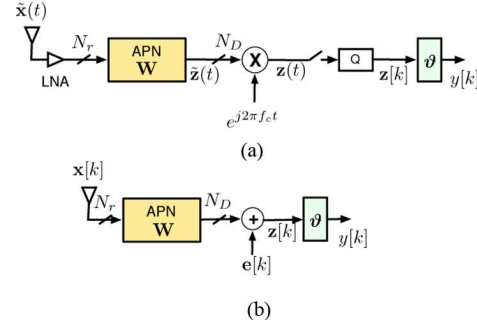 x̃(t)
N_r
LNA
APN
W
N_D
z̃(t)
X
e^{j2πf_c t}
z(t)
Q
z[k]
ϑ
y[k]
(a)
x[k]
N_r
APN
W
N_D
+
e[k]
z[k]
ϑ
y[k]
(b)